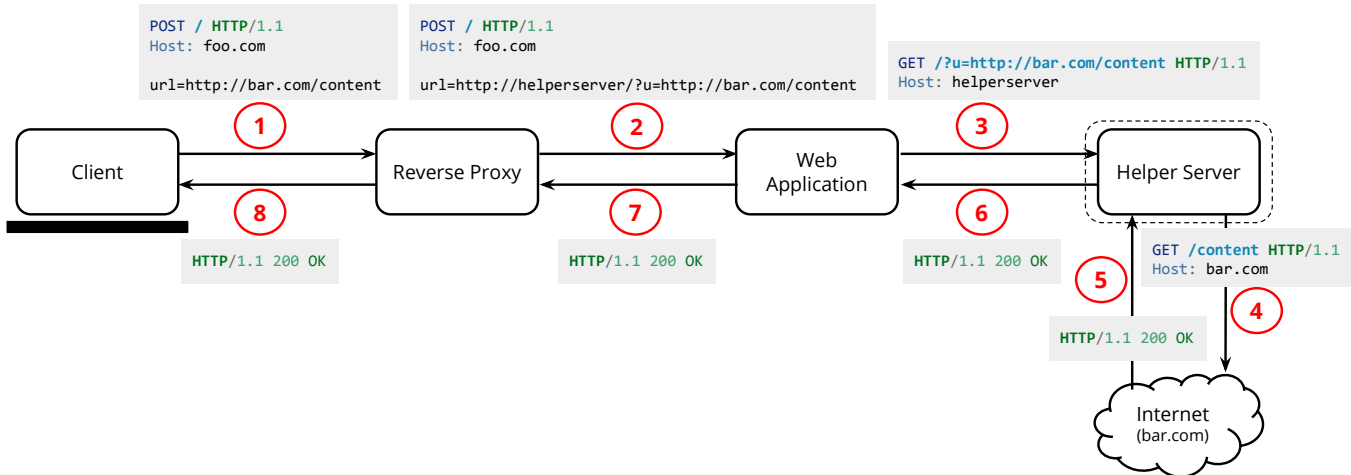 POST / HTTP/1.1
Host: foo.com
url=http://bar.com/content
POST / HTTP/1.1
Host: foo.com
url=http://helperserver/?u=http://bar.com/content
GET /?u=http://bar.com/content HTTP/1.1
Host: helperserver
1
2
3
Client
Reverse Proxy
Web
Application
Helper Server
8
7
6
HTTP/1.1 200 OK
HTTP/1.1 200 OK
HTTP/1.1 200 OK
GET /content HTTP/1.1
Host: bar.com
5
4
HTTP/1.1 200 OK
Internet
(bar.com)